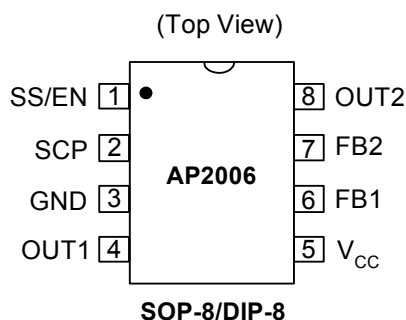 (Top View)
SS/EN 1 8 OUT2
SCP 2 7 FB2
AP2006
GND 3 6 FB1
OUT1 4 5 VCC
SOP-8/DIP-8